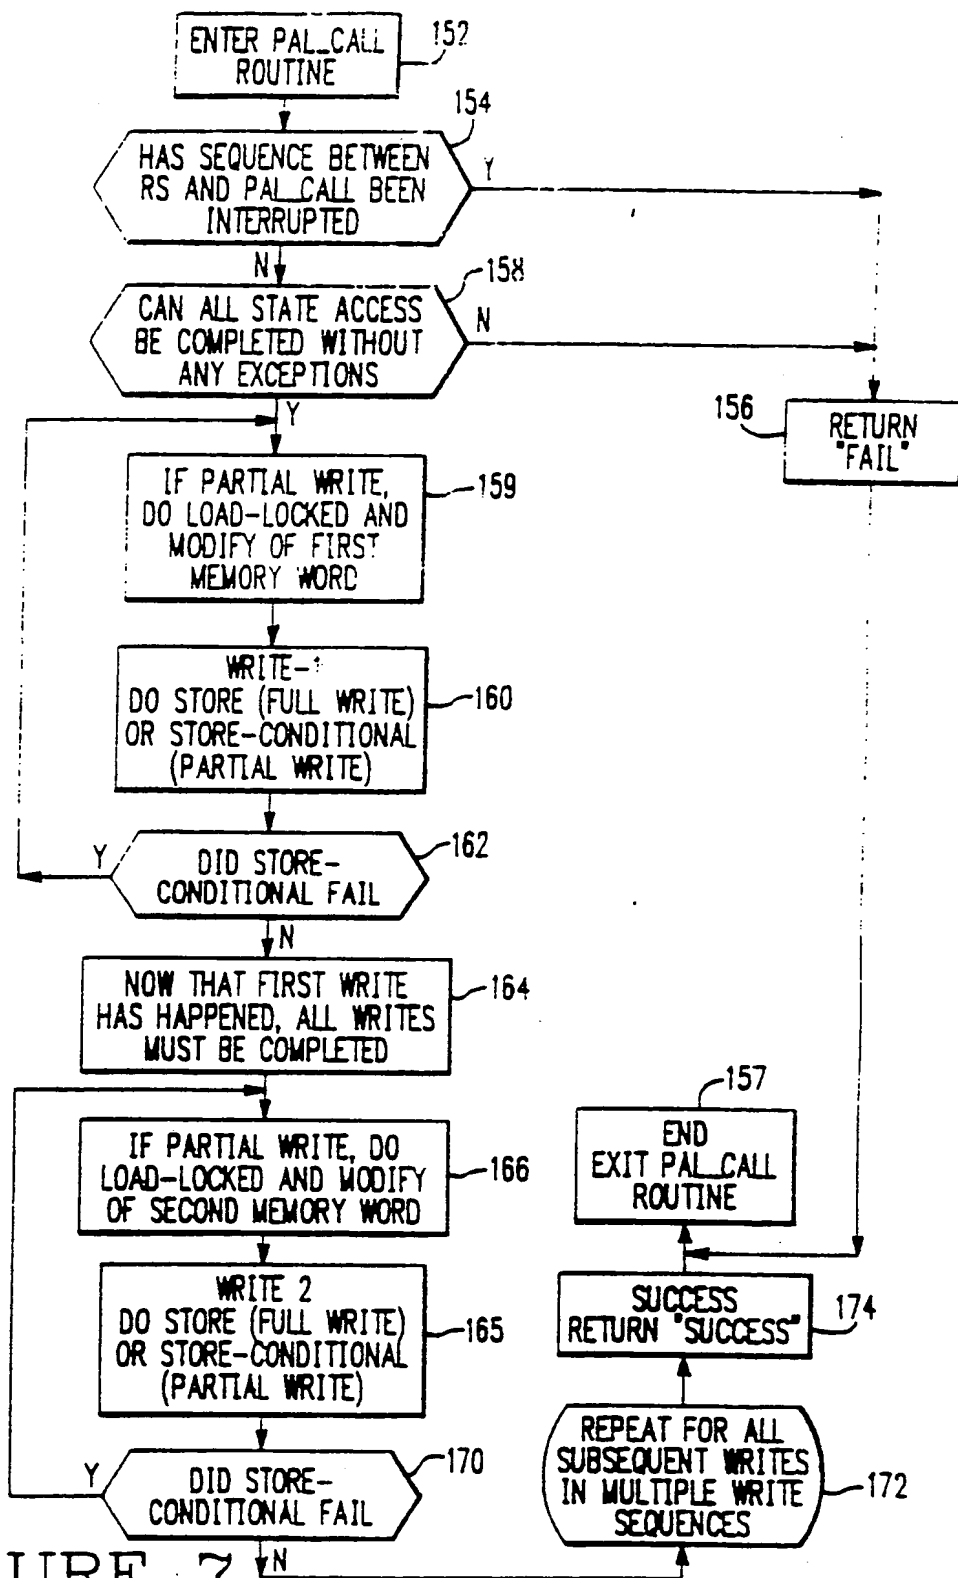 ENTER PAL_CALL
ROUTINE
152
154
HAS SEQUENCE BETWEEN
RS AND PAL_CALL BEEN
INTERRUPTED
Y
N
158
CAN ALL STATE ACCESS
BE COMPLETED WITHOUT
ANY EXCEPTIONS
N
Y
156
RETURN
"FAIL"
IF PARTIAL WRITE,
DO LOAD-LOCKED AND
MODIFY OF FIRST
MEMORY WORD
159
WRITE-1
DO STORE (FULL WRITE)
OR STORE-CONDITIONAL
(PARTIAL WRITE)
160
162
Y
DID STORE-
CONDITIONAL FAIL
N
NOW THAT FIRST WRITE
HAS HAPPENED, ALL WRITES
MUST BE COMPLETED
164
IF PARTIAL WRITE, DO
LOAD-LOCKED AND MODIFY
OF SECOND MEMORY WORD
166
WRITE 2
DO STORE (FULL WRITE)
OR STORE-CONDITIONAL
(PARTIAL WRITE)
165
170
Y
DID STORE-
CONDITIONAL FAIL
N
157
END
EXIT PAL_CALL
ROUTINE
SUCCESS
RETURN "SUCCESS"
174
REPEAT FOR ALL
SUBSEQUENT WRITES
IN MULTIPLE WRITE
SEQUENCES
172
URE 7